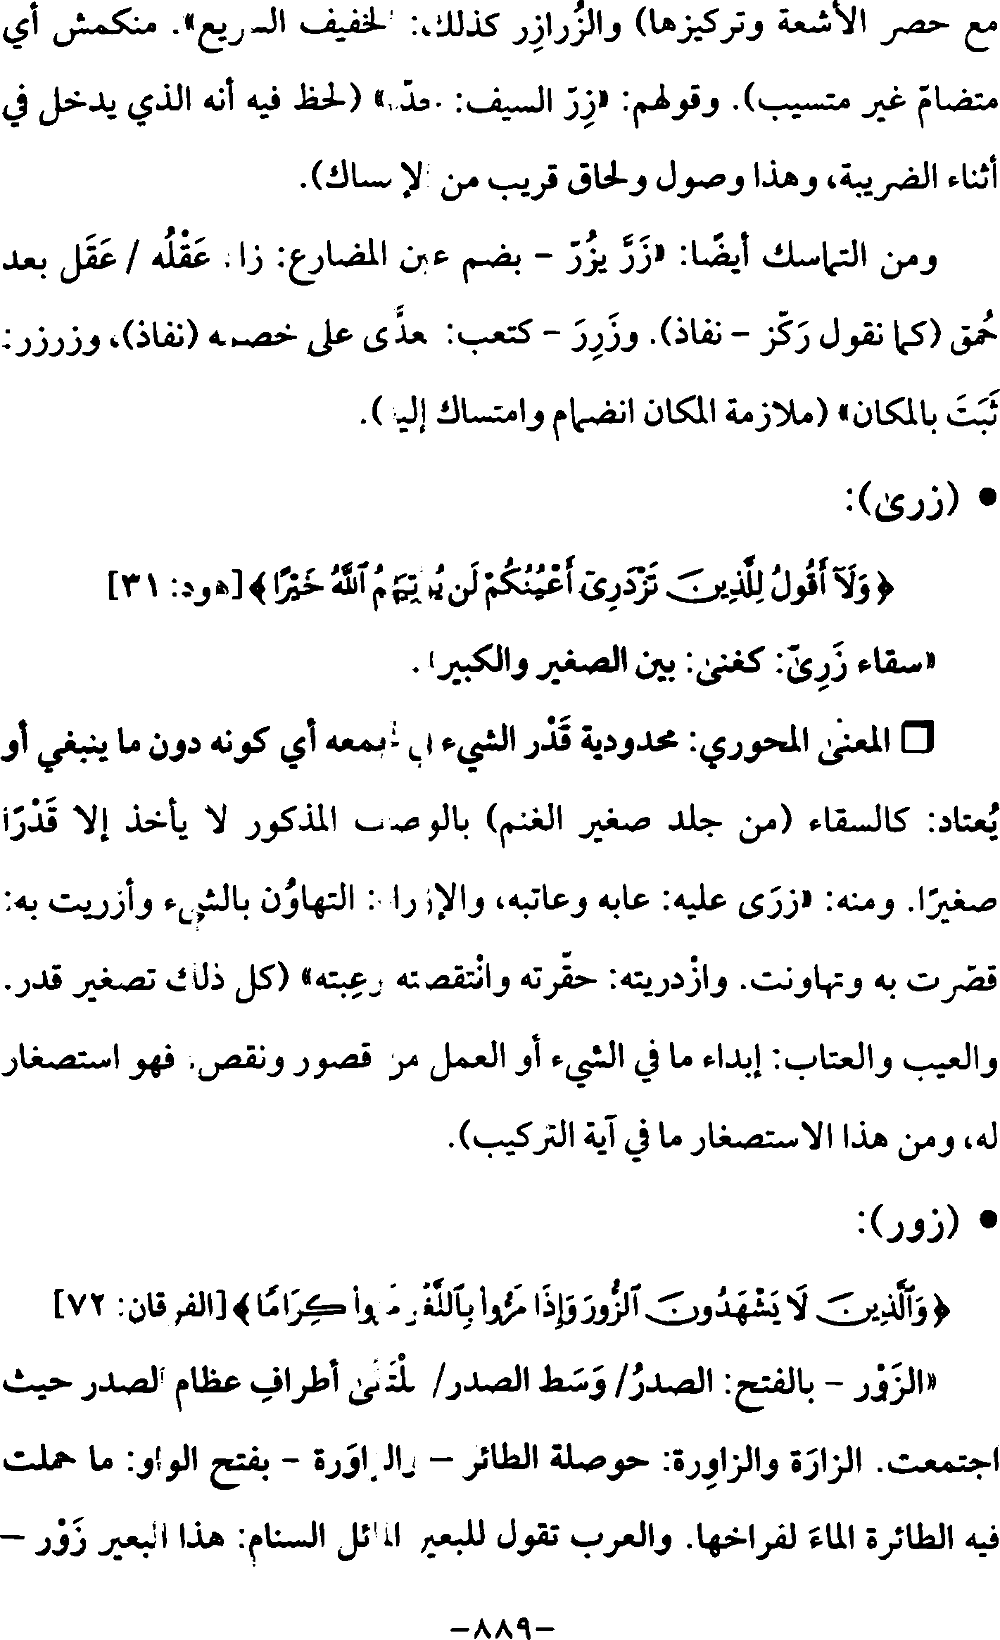 مع حصر الأشعة وتركيزها) والزُرازِر كذلك: الخفيف السريع». منكمش أي
متضامّ غير متسيب). وقولهم: «زِرّ السيف: حدّه» (لحظ فيه أنه الذي يدخل في
أثناء الضريبة، وهذا وصول ولحاق قريب من الإمساك).
ومن التماسك أيضًا: «زَرَّ يزُرّ – بضم عين المضارع: زاد عَقْلُه / عَقَل بعد
حُمق (كما نقول رَكّز – نفاذ). وزَرِرَ – كتعب: تعدَّى على خصمه (نفاذ)، وزرزر:
ثَبَتَ بالمكان» (ملازمة المكان انضمام وامتساك إليه).
• (زرى):
﴿وَلَآ أَقُولُ لِلَّذِينَ تَزْدَرِىٓ أَعْيُنُكُمْ لَن يُؤْتِيَهُمُ ٱللَّهُ خَيْرًا﴾ [هود: ٣١]
«سقاء زَرِىّ: كغنى: بين الصغير والكبير».
❒ المعنى المحوري: محدودية قَدْر الشيء في تجمعه أي كونه دون ما ينبغي أو
يُعتاد: كالسقاء (من جلد صغير الغنم) بالوصف المذكور لا يأخذ إلا قَدْرًا
صغيرًا. ومنه: «زرَى عليه: عابه وعاتبه، والإزراء: التهاوُن بالشيء وأزريت به:
قصّرت به وتهاونت. وازْدريته: حقّرته وانْتقصته وعِبته» (كل ذلك تصغير قدر.
والعيب والعتاب: إبداء ما في الشيء أو العمل من قصور ونقص. فهو استصغار
له، ومن هذا الاستصغار ما في آية التركيب).
• (زور):
﴿وَٱلَّذِينَ لَا يَشْهَدُونَ ٱلزُّورَ وَإِذَا مَرُّوا۟ بِٱللَّغْوِ مَرُّوا۟ كِرَامًا﴾ [الفرقان: ٧٢]
«الزَوْر – بالفتح: الصدرُ/ وَسَط الصدر/ مُلْتَقَى أطرافِ عظام الصدر حيث
اجتمعت. الزارَة والزاوِرة: حوصلة الطائر – والزاوَرة – بفتح الواو: ما حملت
فيه الطائرة الماءَ لفراخها. والعرب تقول للبعير المائل السنام: هذا البعير زَوْر –
-٨٨٩-